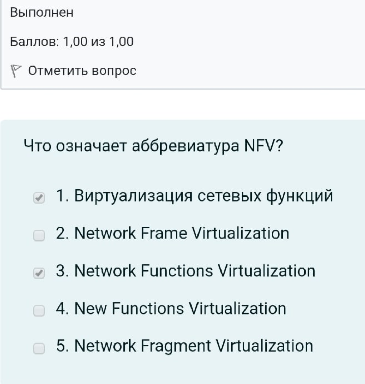 Выполнен
Баллов: 1,00 из 1,00
Отметить вопрос
Что означает аббревиатура NFV?
1. Виртуализация сетевых функций
2. Network Frame Virtualization
3. Network Functions Virtualization
4. New Functions Virtualization
5. Network Fragment Virtualization